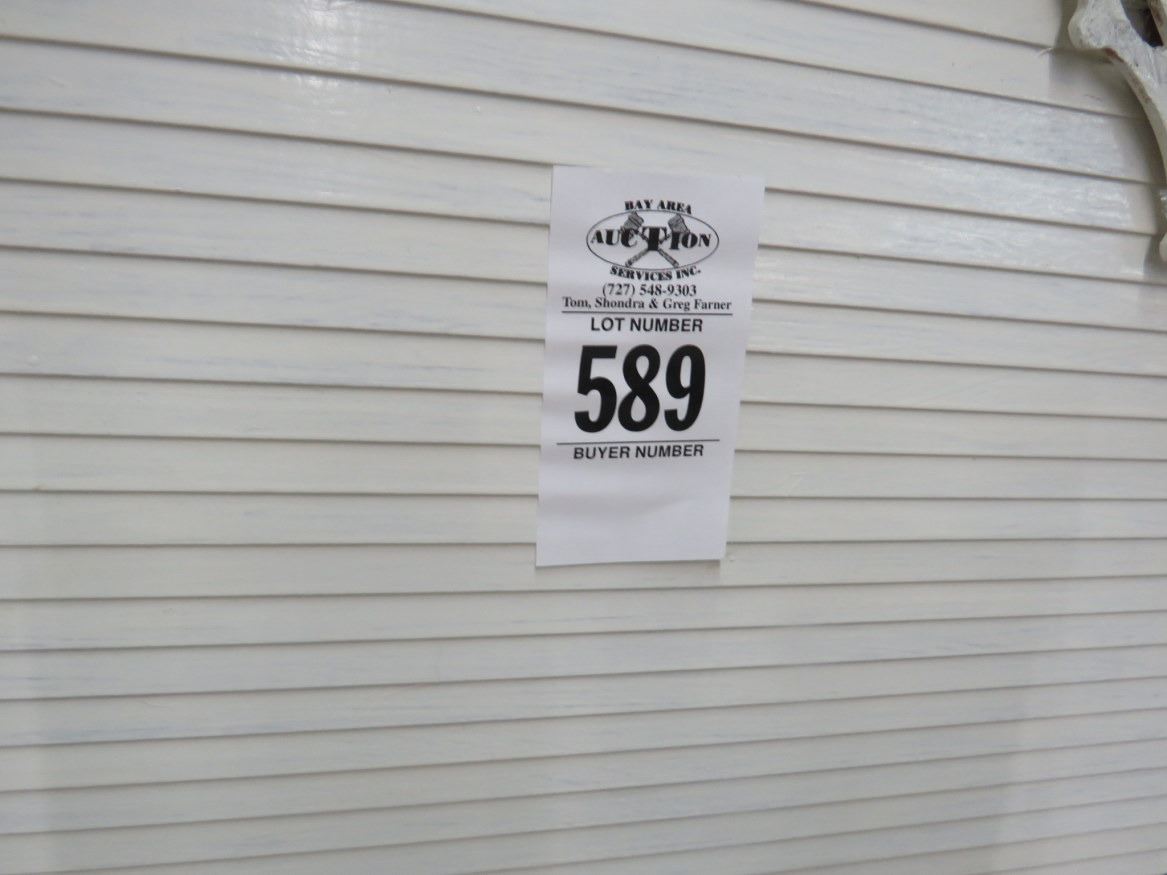 BAY AREA
AUCTION
SERVICES INC.
(727) 548-9303
Tom, Shondra & Greg Farner
LOT NUMBER
589
BUYER NUMBER